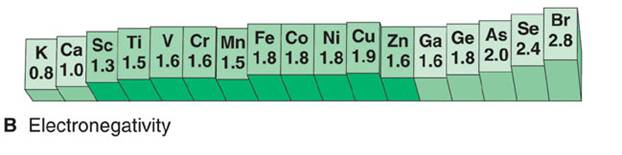 K Ca Sc Ti V Cr Mn Fe Co Ni Cu Zn Ga Ge As Se Br
0.8 1.0 1.3 1.5 1.6 1.6 1.5 1.8 1.8 1.8 1.9 1.6 1.6 1.8 2.0 2.4 2.8
B Electronegativity